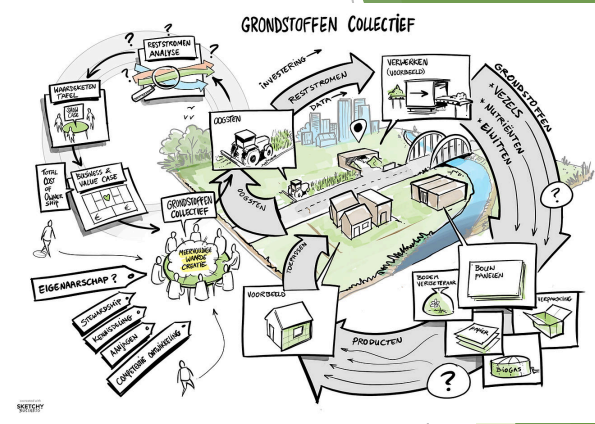 GRONDSTOFFEN COLLECTIEF
?
?
?
?
?
RESTSTROMEN
ANALYSE
WAARDEKETEN
TAFEL
SHOW
CASE
TOTAL
COST
OF
OWNER
SHIP
BUSINESS &
VALUE CASE
€
€
GRONDSTOFFEN
COLLECTIEF
MEERVOUDIGE
WAARDE
CREATIE
EIGENAARSCHAP?
STEWARDSHIP
KENNISDELING
AANJAGEN
COMPETENTIE ONTWIKKELING
OOGSTEN
OOGSTEN
INVESTERING
RESTSTROMEN
DATA
VERWERKEN
(VOORBEELD)
GRONDSTOFFEN
* VEZELS
* NUTRIËNTEN
* EIWITTEN
?
TOEPASSEN
VOORBEELD
BODEM
VERBETERAAR
BOUW
PANELEN
VERPAKKING
PAPIER
BIOGAS
PRODUCTEN
?
SKETCHY
BUSINESS